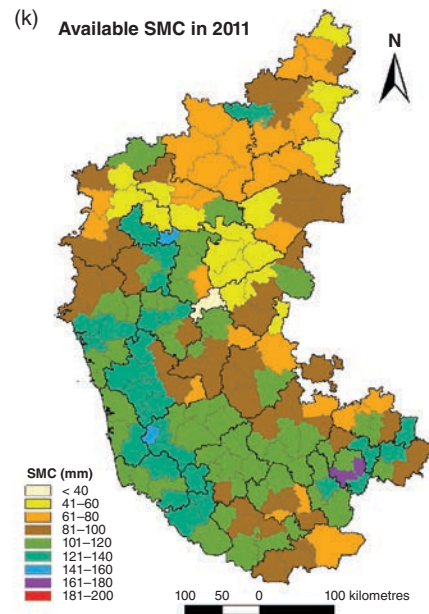 (k) Available SMC in 2011
N
SMC (mm)
< 40
41–60
61–80
81–100
101–120
121–140
141–160
161–180
181–200
100 50 0 100 kilometres